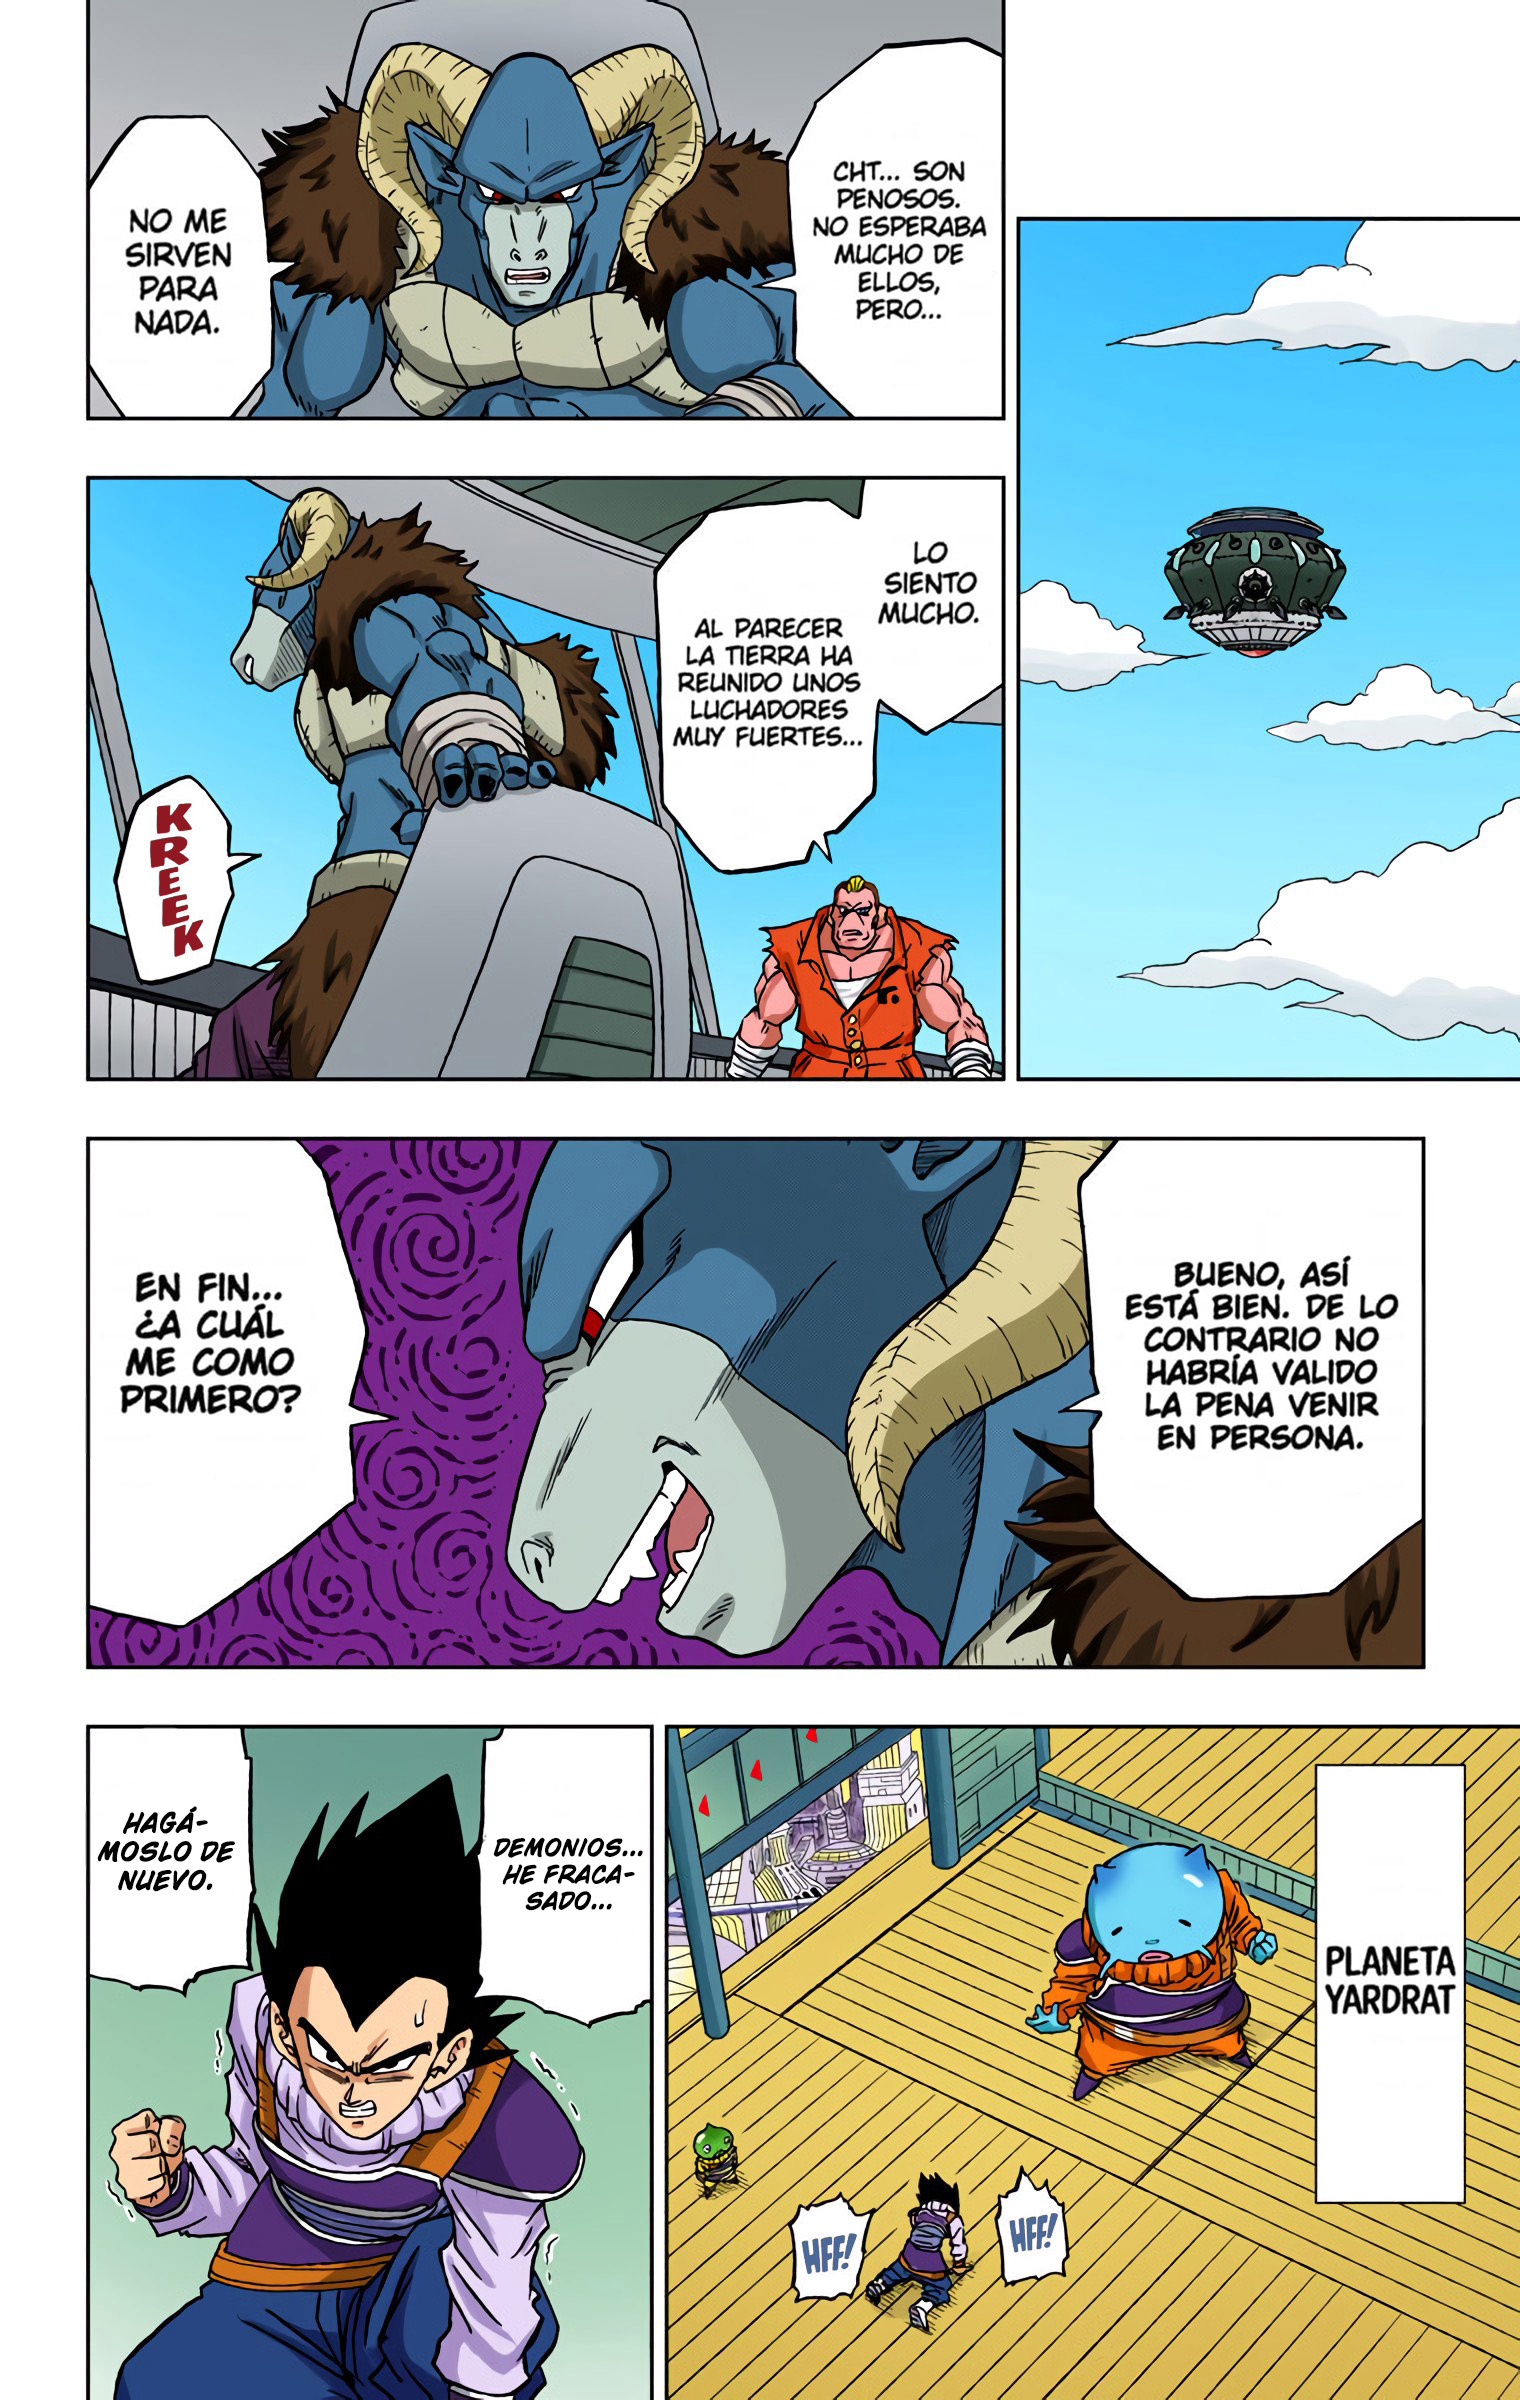 CHT... SON
PENOSOS.
NO ESPERABA
MUCHO DE
ELLOS,
PERO...
NO ME
SIRVEN
PARA
NADA.
LO
SIENTO
MUCHO.
AL PARECER
LA TIERRA HA
REUNIDO UNOS
LUCHADORES
MUY FUERTES...
r.
KREEK
BUENO, ASÍ
ESTÁ BIEN. DE LO
CONTRARIO NO
HABRÍA VALIDO
LA PENA VENIR
EN PERSONA.
EN FIN...
¿A CUÁL
ME COMO
PRIMERO?
PLANETA
YARDRAT
HFF!
HFF!
DEMONIOS...
HE FRACA-
SADO...
HAGÁ-
MOSLO DE
NUEVO.